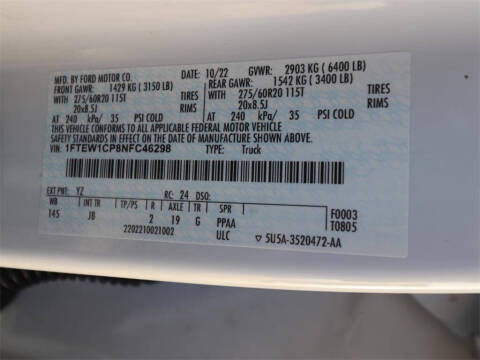 MFD. BY FORD MOTOR CO. 10/22 GVWR: 2903 KG ( 6400 LB)
FRONT GAWR: 1429 KG ( 3150 LB) REAR GAWR: 1542 KG ( 3400 LB)
WITH 275/60R20 115T TIRES WITH 275/60R20 115T TIRES
20x8.5J RIMS 20x8.5J RIMS
AT 240 kPa/ 35 PSI COLD AT 240 kPa/ 35 PSI COLD
THIS VEHICLE CONFORMS TO ALL APPLICABLE FEDERAL MOTOR VEHICLE
SAFETY STANDARDS IN EFFECT ON THE DATE OF MANUFACTURE SHOWN ABOVE.
VIN: 1FTEW1CP8NFC46298 TYPE: Truck
EXT PNT: YZ RC: 24 DSO:
WB INT TR TP/PS R AXLE TR SPR F0003
145 JB 2 19 G PPAA T0805
2202210021002 ULC 5U5A-3520472-AA